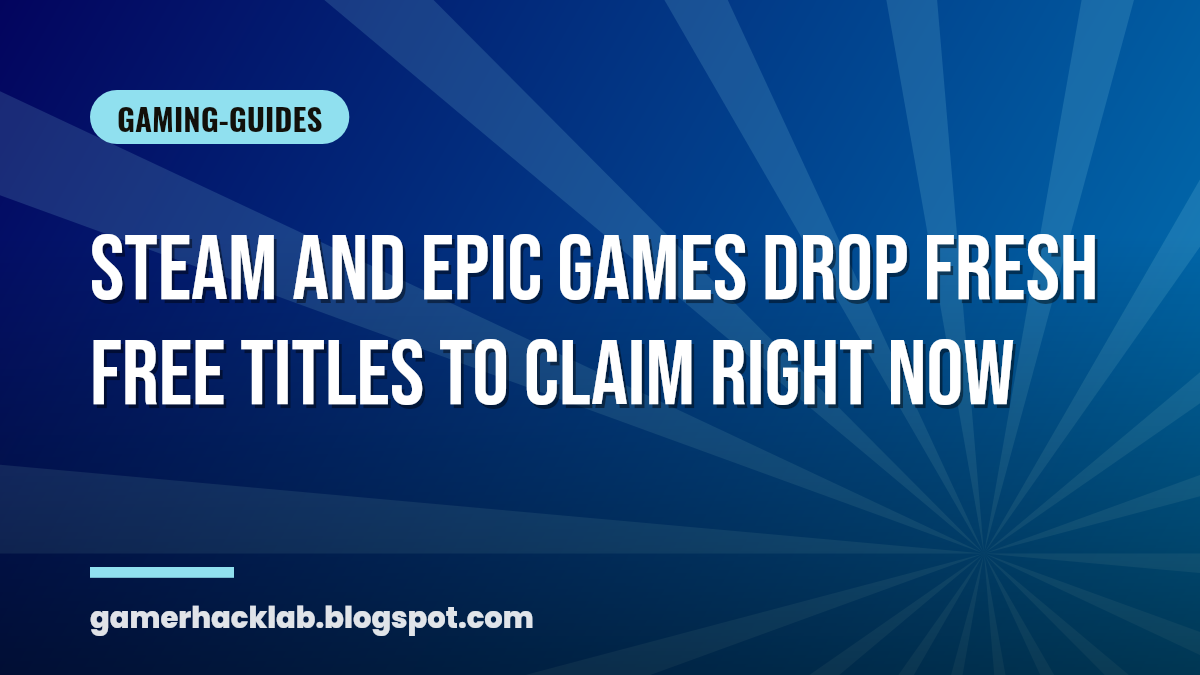 GAMING-GUIDES
STEAM AND EPIC GAMES DROP FRESH
FREE TITLES TO CLAIM RIGHT NOW
gamerhacklab.blogspot.com